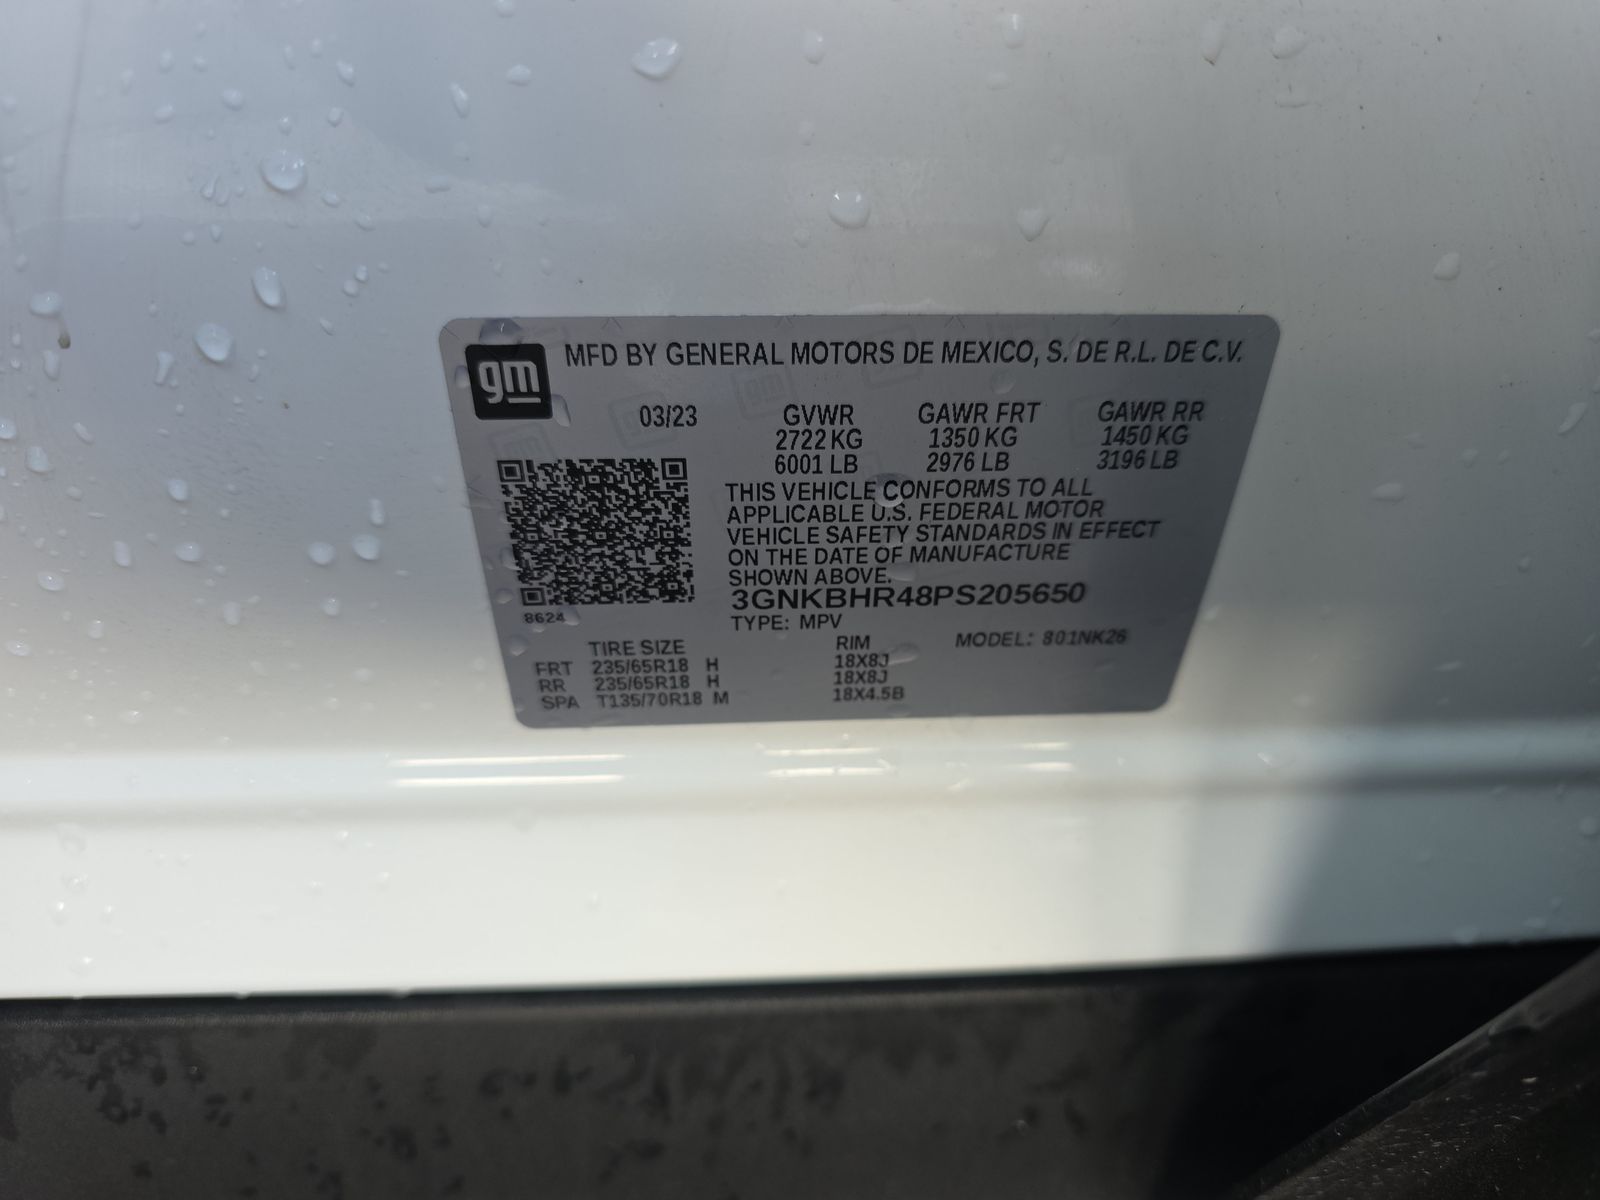 gm
MFD BY GENERAL MOTORS DE MEXICO, S. DE R.L. DE C.V.
03/23 GVWR GAWR FRT GAWR RR
2722 KG 1350 KG 1450 KG
6001 LB 2976 LB 3196 LB
THIS VEHICLE CONFORMS TO ALL
APPLICABLE U.S. FEDERAL MOTOR
VEHICLE SAFETY STANDARDS IN EFFECT
ON THE DATE OF MANUFACTURE
SHOWN ABOVE.
3GNKBHR48PS205650
8624
TYPE: MPV
TIRE SIZE RIM MODEL: 801NK26
FRT 235/65R18 H 18X8J
RR 235/65R18 H 18X8J
SPA T135/70R18 M 18X4.5B